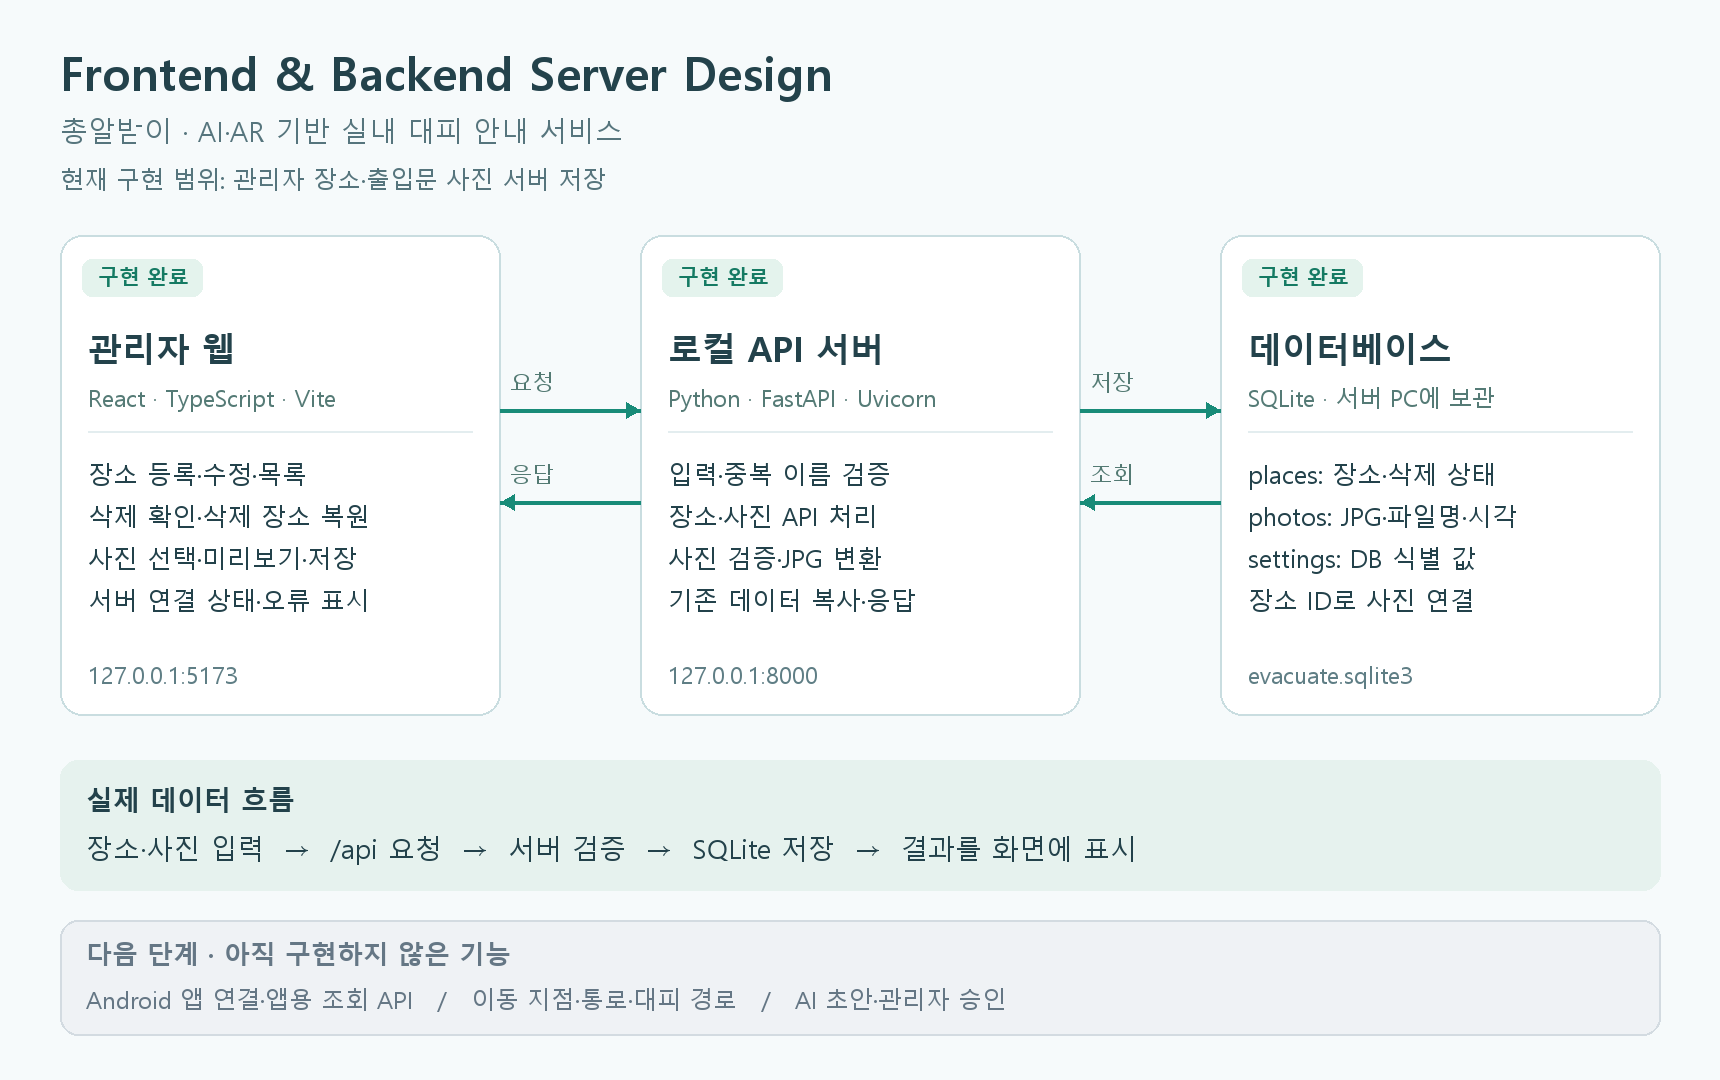 Frontend & Backend Server Design
총알받이 · AI·AR 기반 실내 대피 안내 서비스
현재 구현 범위: 관리자 장소·출입문 사진 서버 저장
구현 완료
관리자 웹
React · TypeScript · Vite
장소 등록·수정·목록
삭제 확인·삭제 장소 복원
사진 선택·미리보기·저장
서버 연결 상태·오류 표시
127.0.0.1:5173
요청
응답
구현 완료
로컬 API 서버
Python · FastAPI · Uvicorn
입력·중복 이름 검증
장소·사진 API 처리
사진 검증·JPG 변환
기존 데이터 복사·응답
127.0.0.1:8000
저장
조회
구현 완료
데이터베이스
SQLite · 서버 PC에 보관
places: 장소·삭제 상태
photos: JPG·파일명·시각
settings: DB 식별 값
장소 ID로 사진 연결
evacuate.sqlite3
실제 데이터 흐름
장소·사진 입력 → /api 요청 → 서버 검증 → SQLite 저장 → 결과를 화면에 표시
다음 단계 · 아직 구현하지 않은 기능
Android 앱 연결·앱용 조회 API / 이동 지점·통로·대피 경로 / AI 초안·관리자 승인